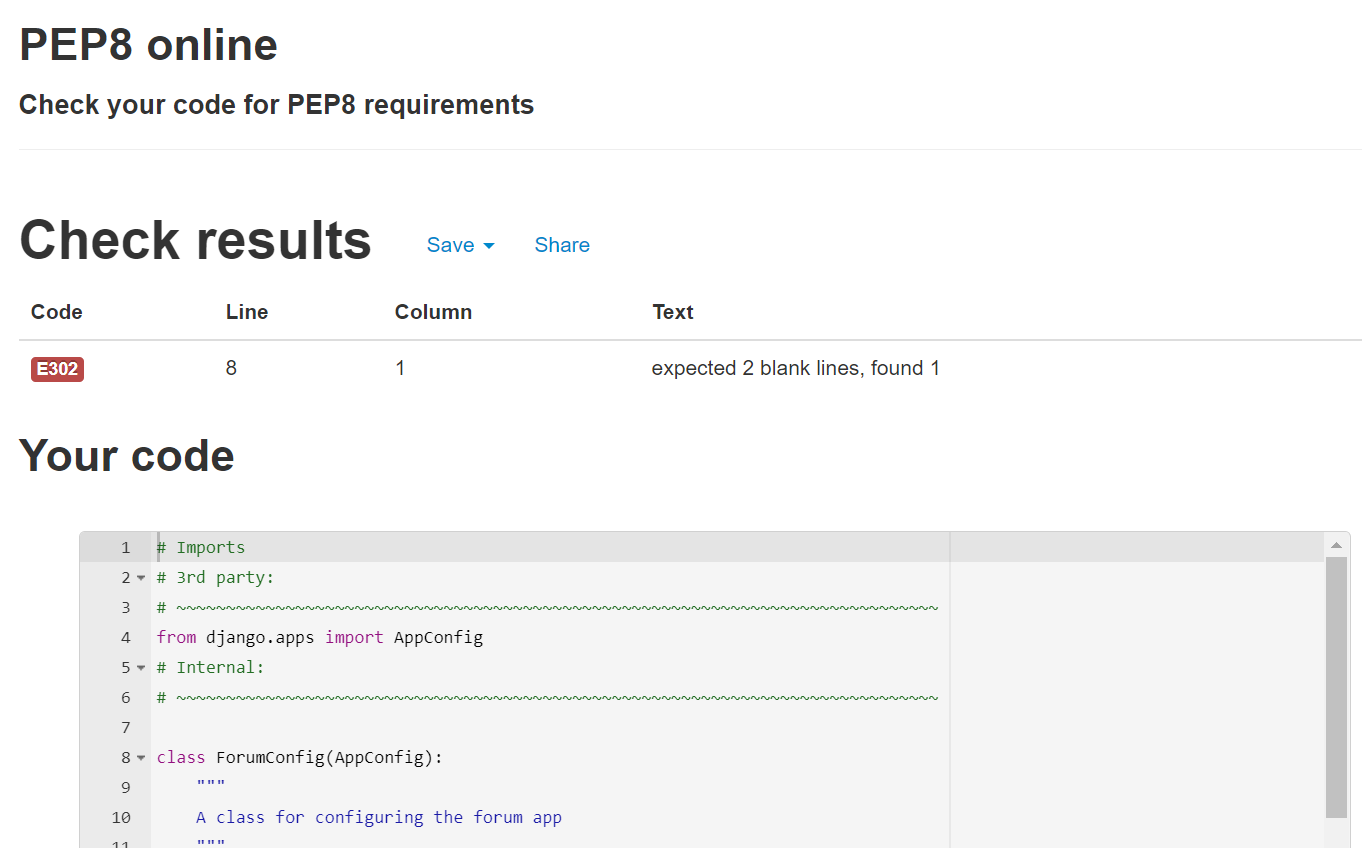 PEP8 online
Check your code for PEP8 requirements
Check results Save Share
Code Line Column Text
E302 8 1 expected 2 blank lines, found 1
Your code
1 # Imports
2 # 3rd party:
3 # ~~~~~~~~~~~~~~~~~~~~~~~~~~~~~~~~~~~~~~~~~~~~~~~~~~~~~~~~~~~~~~~~~~~~~~~~~~~~~
4 from django.apps import AppConfig
5 # Internal:
6 # ~~~~~~~~~~~~~~~~~~~~~~~~~~~~~~~~~~~~~~~~~~~~~~~~~~~~~~~~~~~~~~~~~~~~~~~~~~~~~
7
8 class ForumConfig(AppConfig):
9 """
10 A class for configuring the forum app
11 """